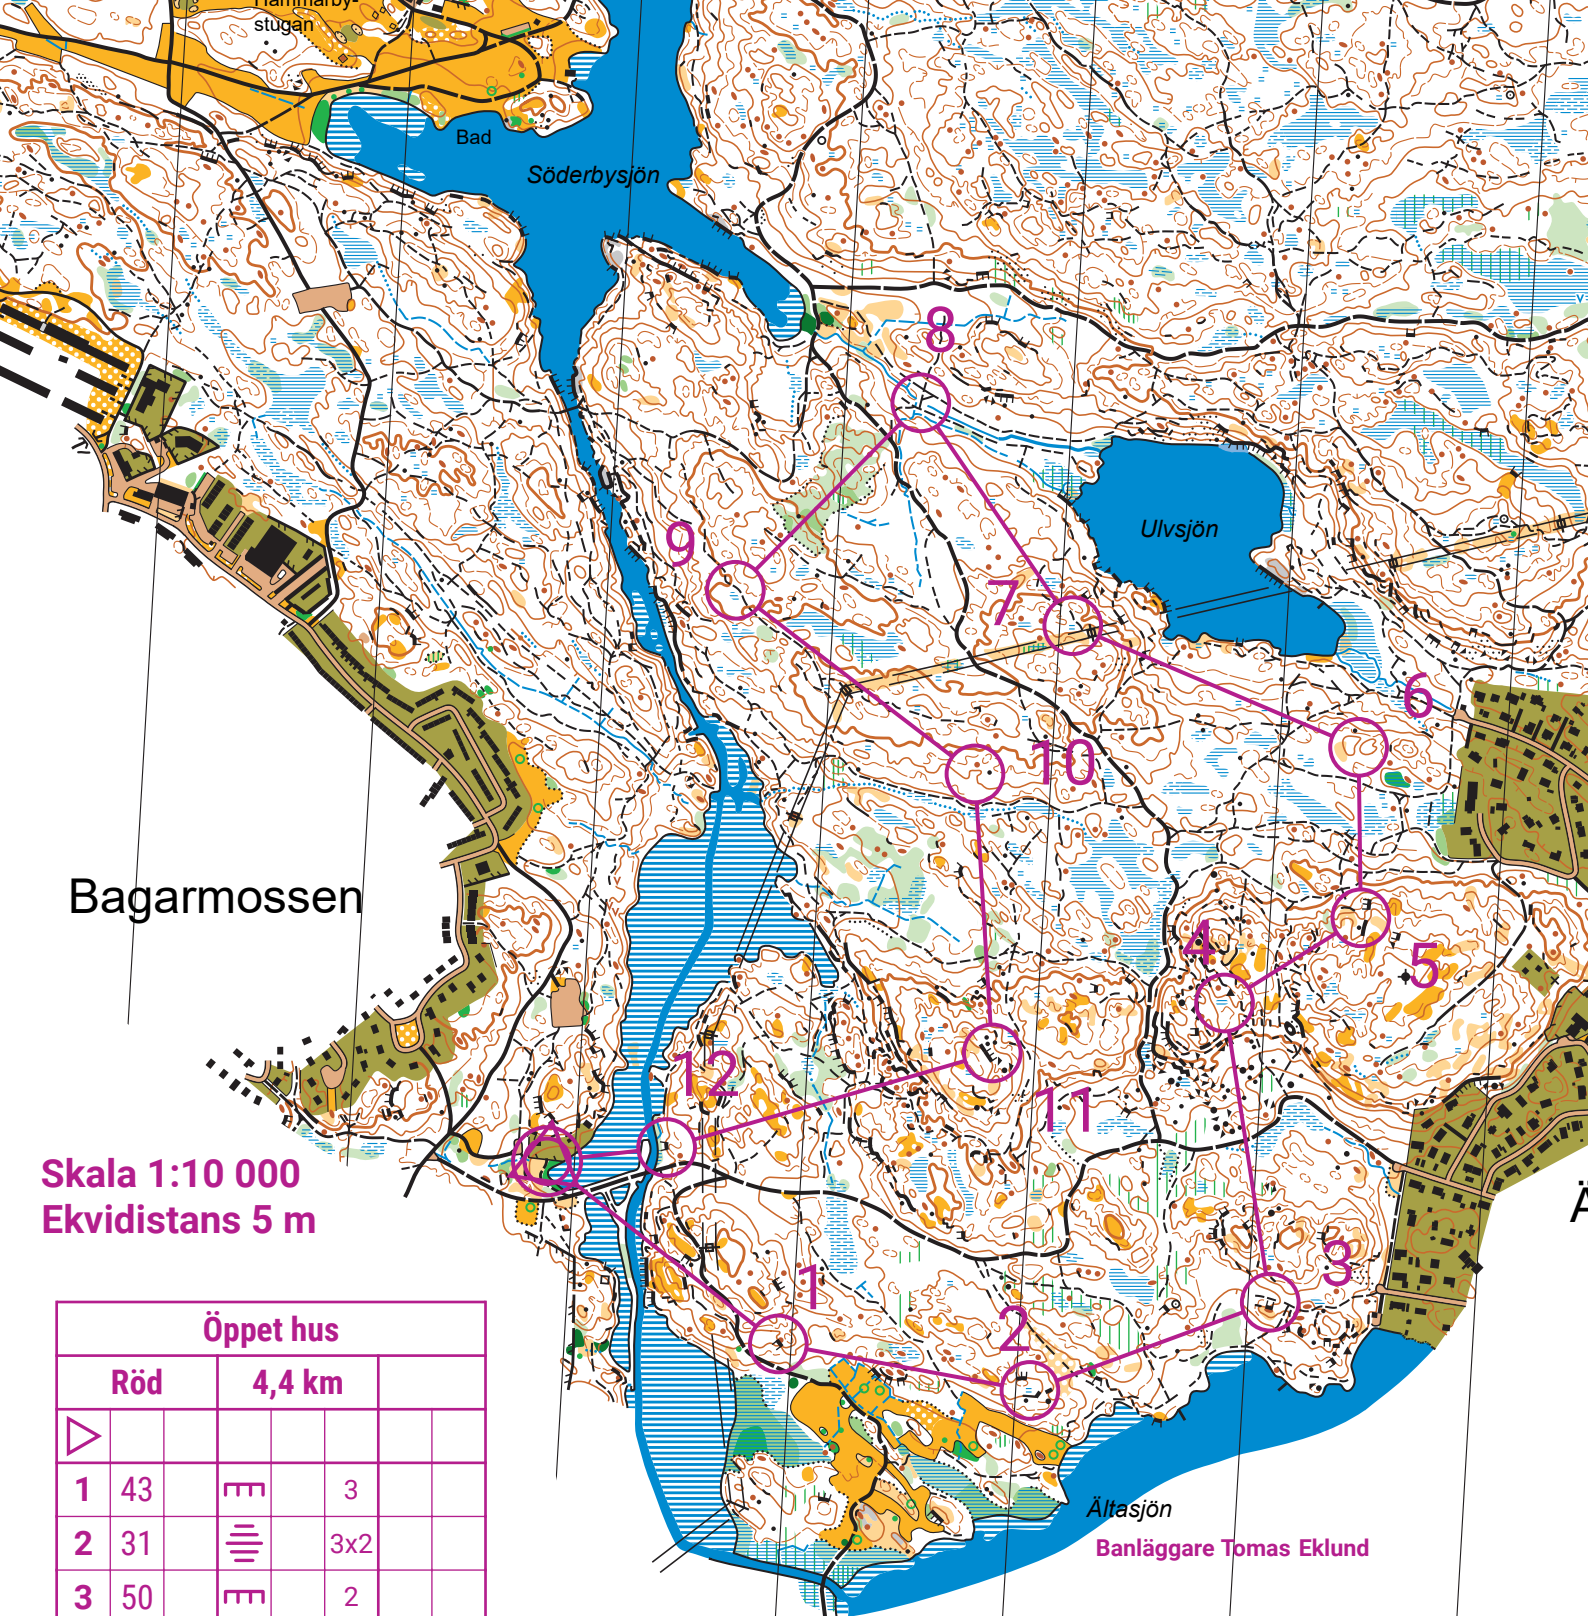 Hammarby-
stugan
Bad
Söderbysjön
8
Ulvsjön
9
7
6
10
Bagarmossen
4
5
12
11
Skala 1:10 000
Ekvidistans 5 m
Ä
3
1
2
Öppet hus
Röd 4,4 km
1 43 3
2 31 3x2
3 50 2
Ältasjön
Banläggare Tomas Eklund